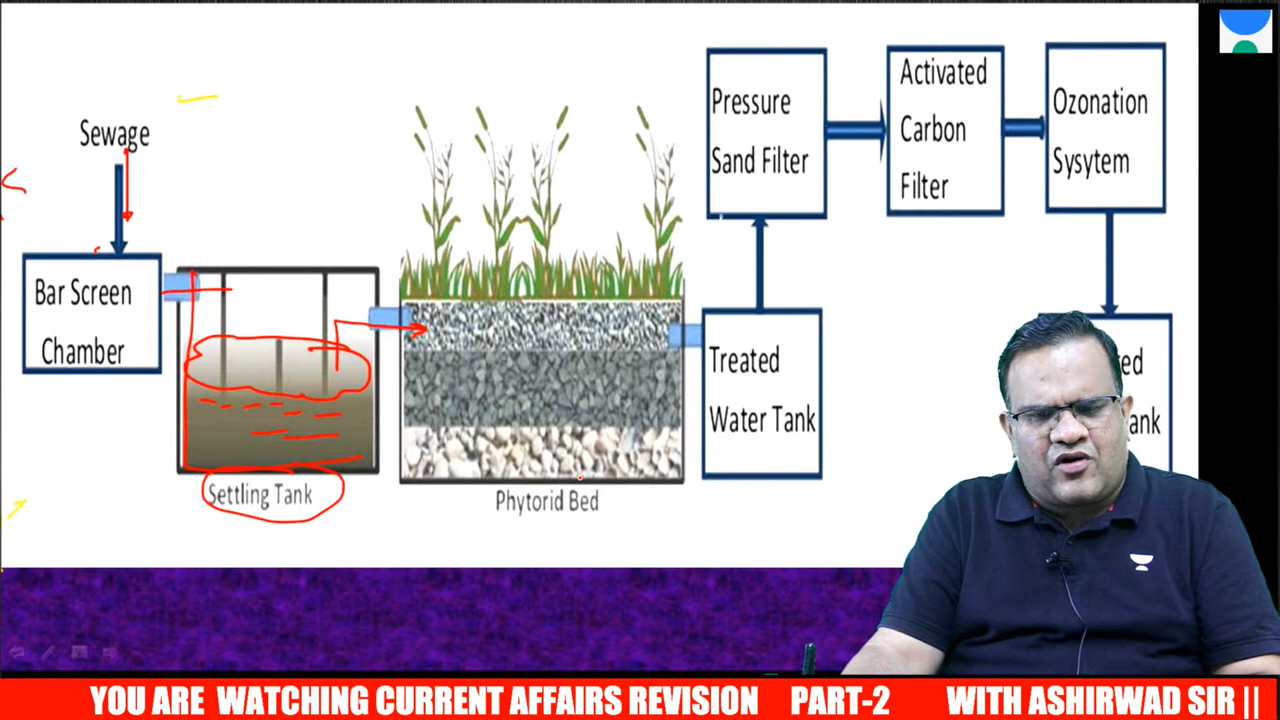 Sewage
Bar Screen
Chamber
Settling Tank
Phytorid Bed
Treated
Water Tank
Pressure
Sand Filter
Activated
Carbon
Filter
Ozonation
Sysytem
YOU ARE WATCHING CURRENT AFFAIRS REVISION PART-2 WITH ASHIRWAD SIR ||